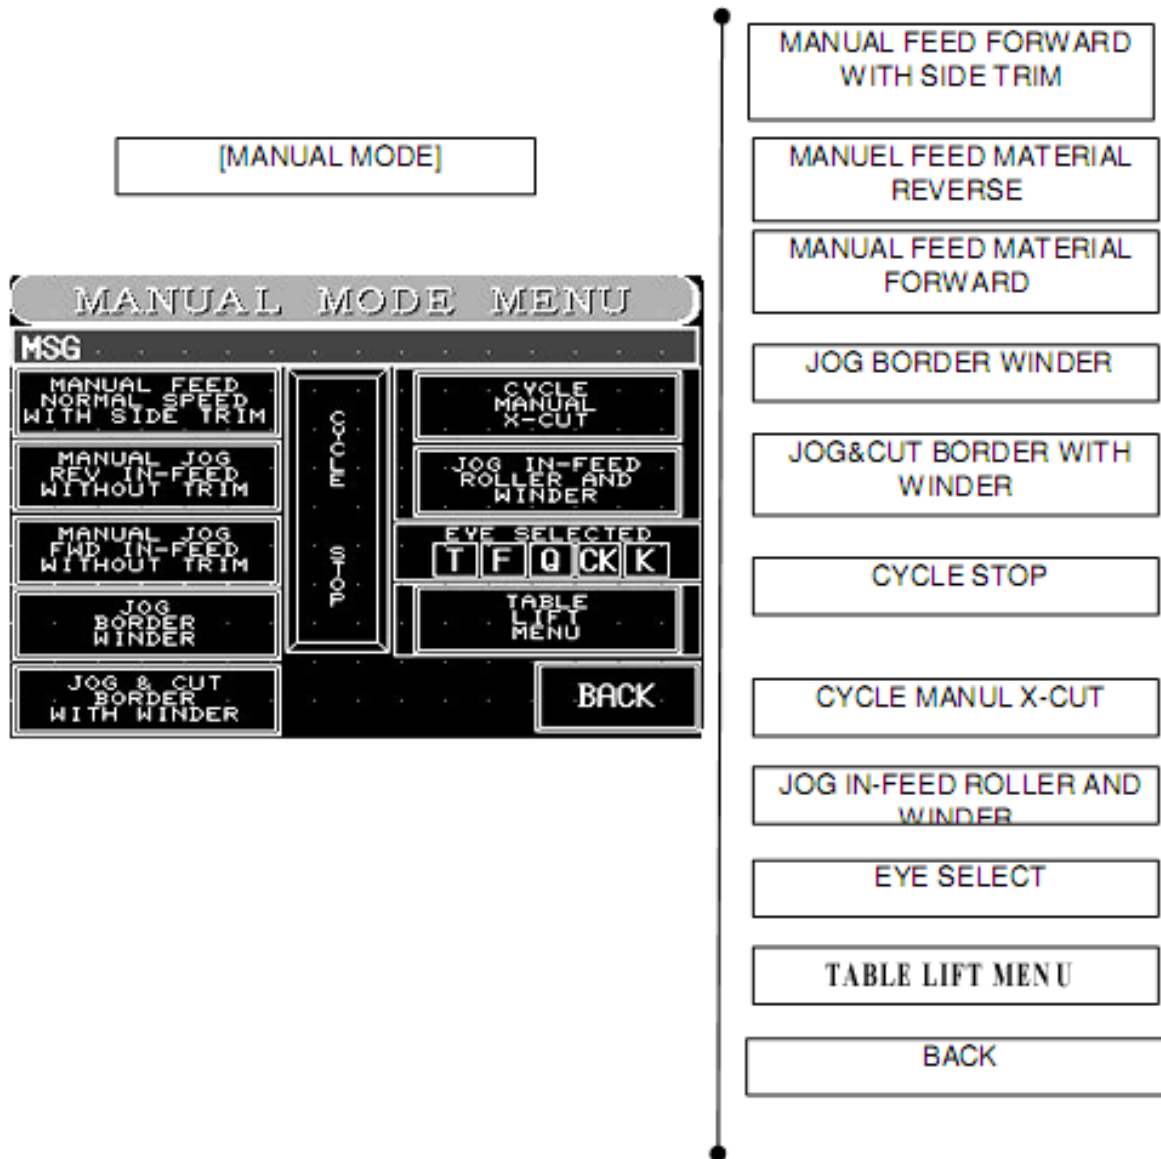 [MANUAL MODE]
MANUAL MODE MENU
MSG
MANUAL FEED
NORMAL SPEED
WITH SIDE TRIM
MANUAL JOG
REV IN-FEED
WITHOUT TRIM
MANUAL JOG
FWD IN-FEED
WITHOUT TRIM
JOG
BORDER
WINDER
JOG & CUT
BORDER
WITH WINDER
CYCLE STOP
CYCLE
MANUAL
X-CUT
JOG IN-FEED
ROLLER AND
WINDER
EYE SELECTED
T F Q CK K
TABLE
LIFT
MENU
BACK
MANUAL FEED FORWARD
WITH SIDE TRIM
MANUEL FEED MATERIAL
REVERSE
MANUAL FEED MATERIAL
FORWARD
JOG BORDER WINDER
JOG&CUT BORDER WITH
WINDER
CYCLE STOP
CYCLE MANUL X-CUT
JOG IN-FEED ROLLER AND
WINDER
EYE SELECT
TABLE LIFT MENU
BACK